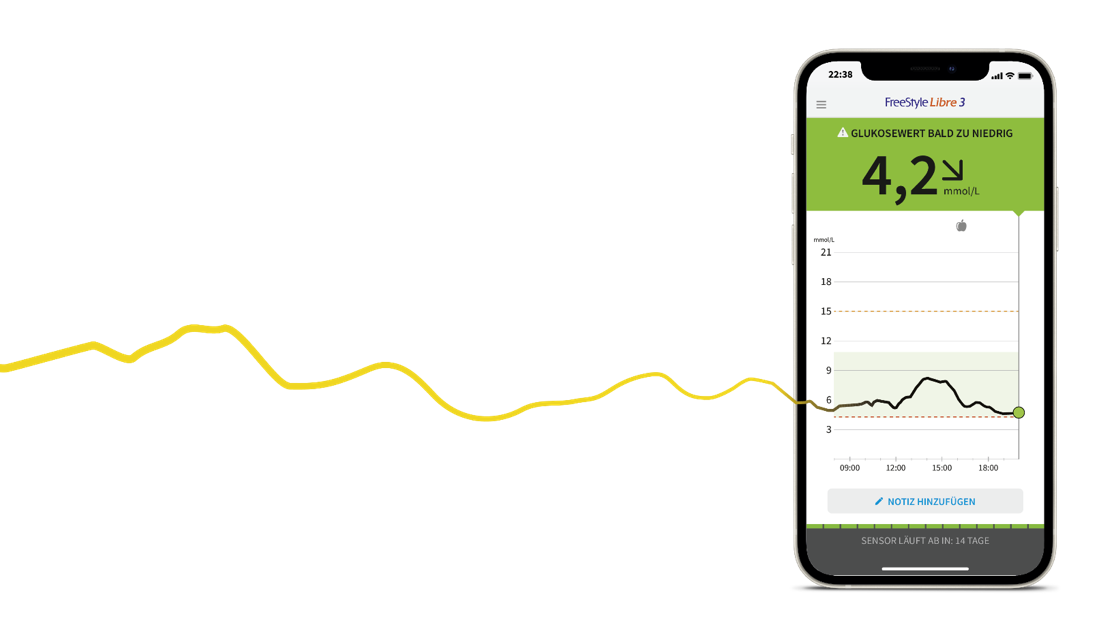 22:38
FreeStyle Libre 3
GLUKOSEWERT BALD ZU NIEDRIG
4,2
mmol/L
mmol/L
21
18
15
12
9
6
3
09:00 12:00 15:00 18:00
NOTIZ HINZUFÜGEN
SENSOR LÄUFT AB IN: 14 TAGE